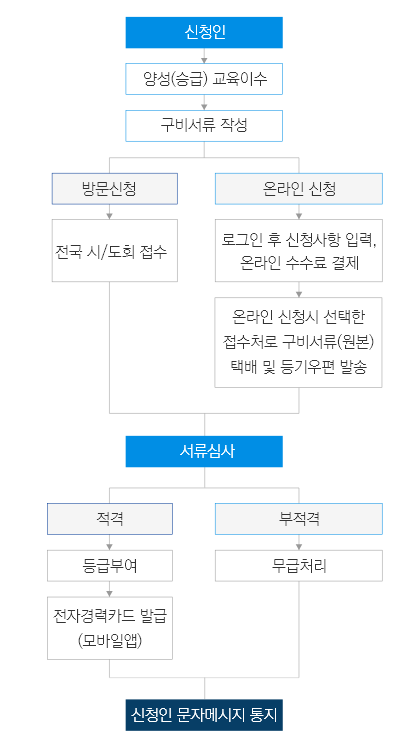 신청인
양성(승급) 교육이수
구비서류 작성
방문신청
전국 시/도회 접수
온라인 신청
로그인 후 신청사항 입력,
온라인 수수료 결제
온라인 신청시 선택한
접수처로 구비서류(원본)
택배 및 등기우편 발송
서류심사
적격
등급부여
전자경력카드 발급
(모바일앱)
부적격
무급처리
신청인 문자메시지 통지